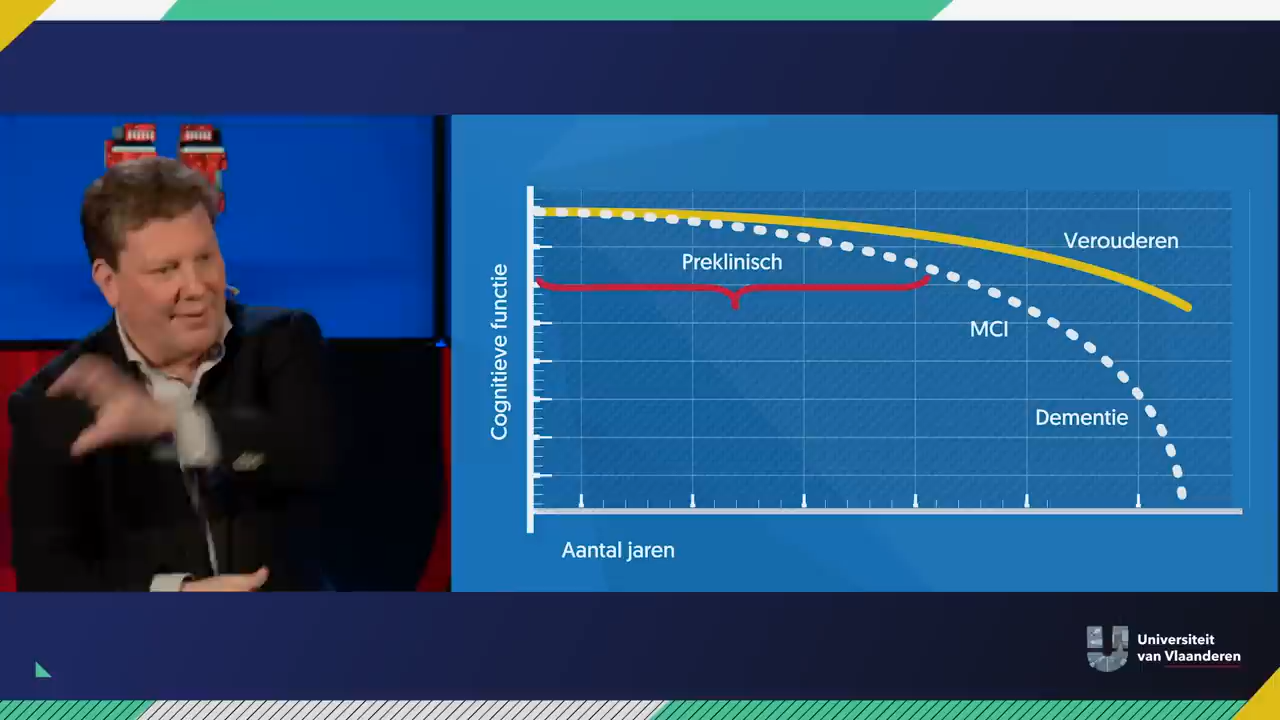 Cognitieve functie
Verouderen
Preklinisch
MCI
Dementie
Aantal jaren
Universiteit
van Vlaanderen